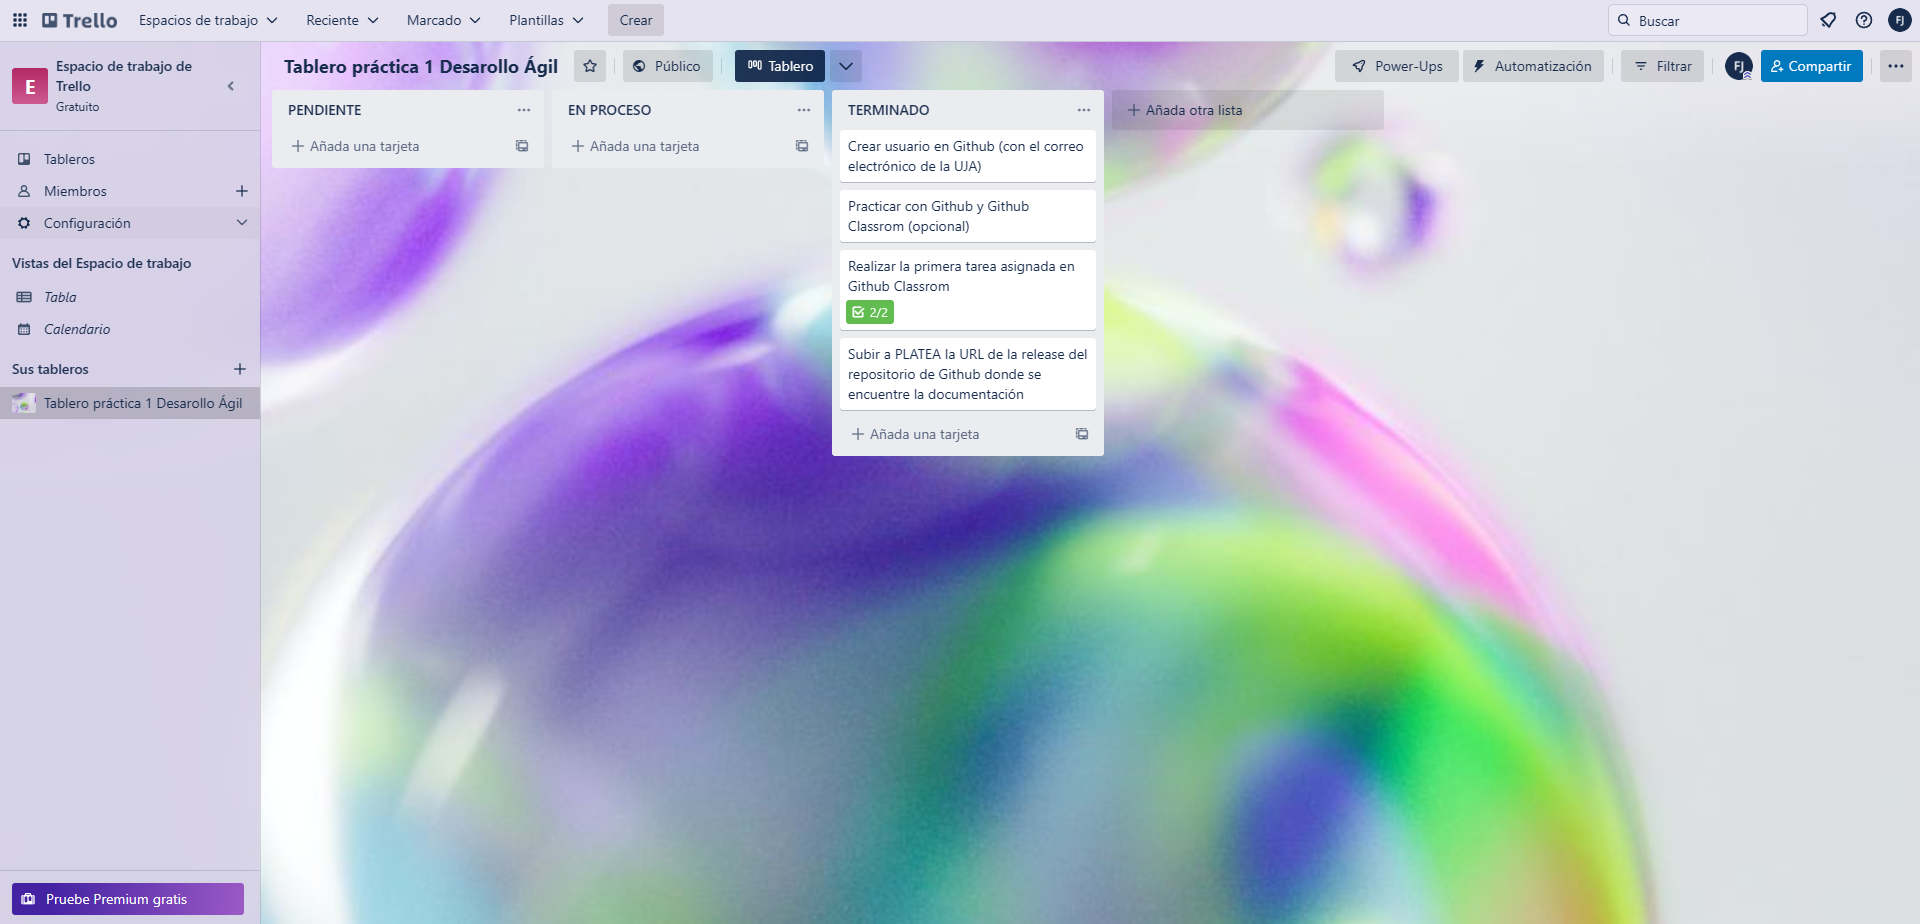 Trello
Espacios de trabajo
Reciente
Marcado
Plantillas
Crear
Buscar
FJ
E
Espacio de trabajo de
Trello
Gratuito
Tableros
Miembros
Configuración
Vistas del Espacio de trabajo
Tabla
Calendario
Sus tableros
Tablero práctica 1 Desarollo Ágil
Pruebe Premium gratis
Tablero práctica 1 Desarollo Ágil
Público
Tablero
Power-Ups
Automatización
Filtrar
FJ
Compartir
PENDIENTE
Añada una tarjeta
EN PROCESO
Añada una tarjeta
TERMINADO
Crear usuario en Github (con el correo
electrónico de la UJA)
Practicar con Github y Github
Classrom (opcional)
Realizar la primera tarea asignada en
Github Classrom
2/2
Subir a PLATEA la URL de la release del
repositorio de Github donde se
encuentre la documentación
Añada una tarjeta
Añada otra lista